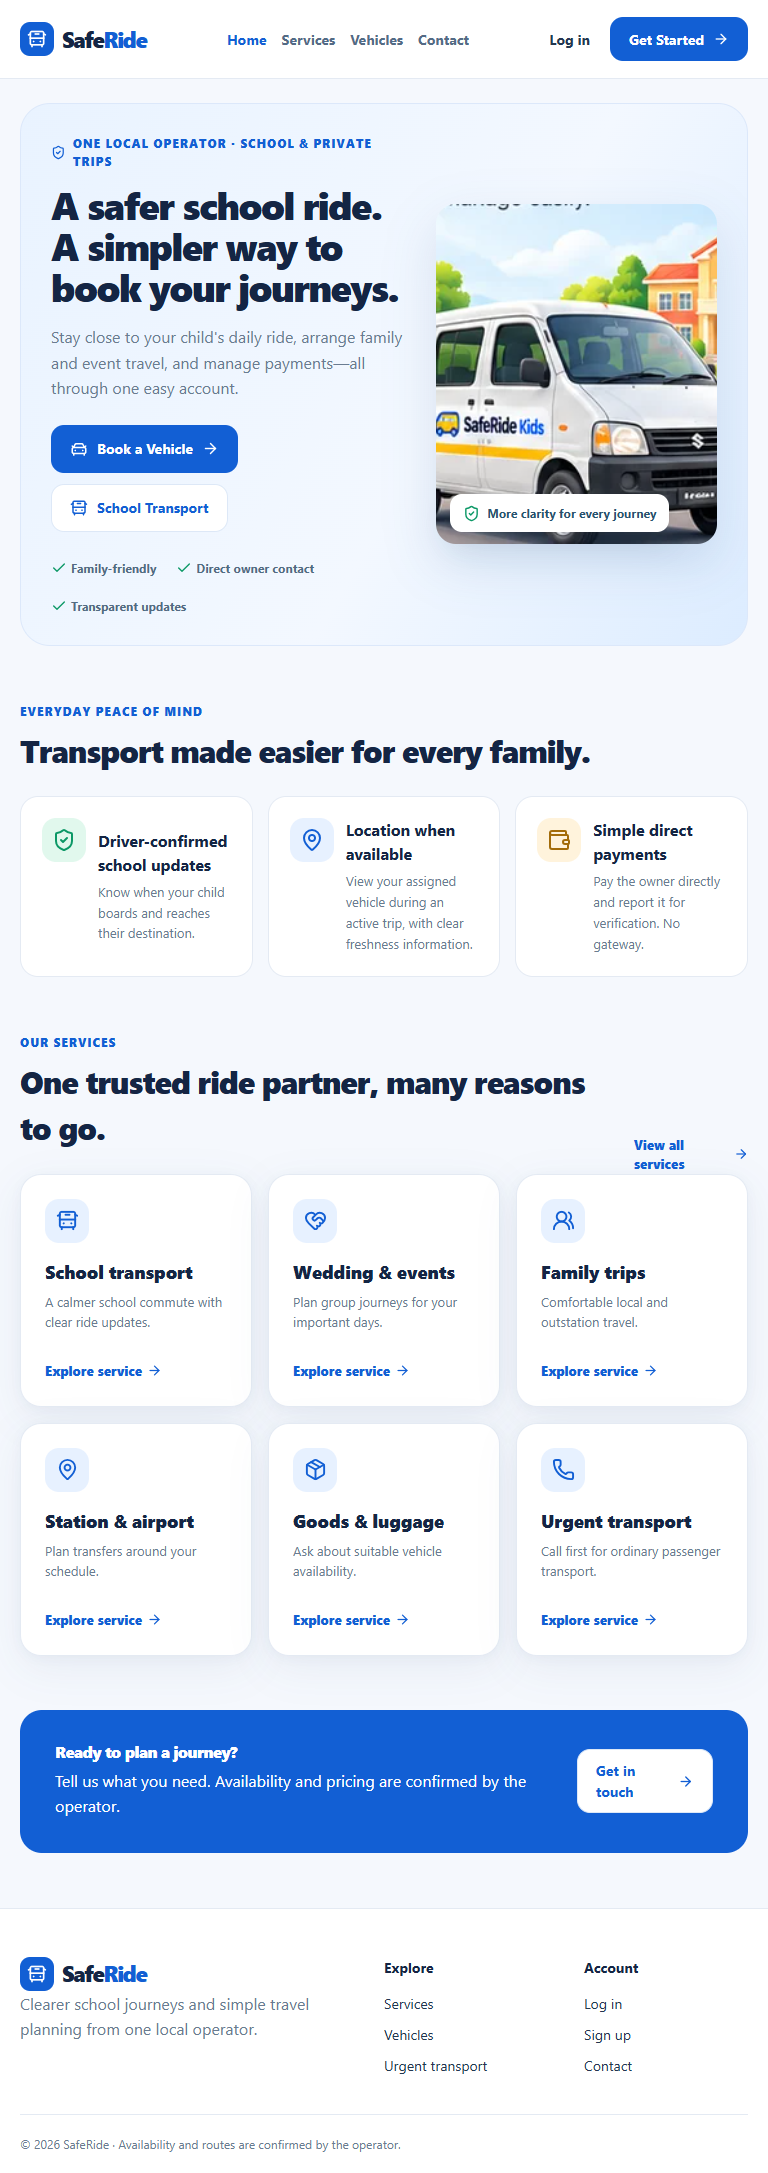 SafeRide
Home
Services
Vehicles
Contact
Log in
Get Started
ONE LOCAL OPERATOR · SCHOOL & PRIVATE
TRIPS
A safer school ride.
A simpler way to
book your journeys.
Stay close to your child's daily ride, arrange family
and event travel, and manage payments—all
through one easy account.
Book a Vehicle
School Transport
Family-friendly
Direct owner contact
Transparent updates
SafeRide Kids
More clarity for every journey
EVERYDAY PEACE OF MIND
Transport made easier for every family.
Driver-confirmed
school updates
Know when your child
boards and reaches
their destination.
Location when
available
View your assigned
vehicle during an
active trip, with clear
freshness information.
Simple direct
payments
Pay the owner directly
and report it for
verification. No
gateway.
OUR SERVICES
One trusted ride partner, many reasons
to go.
View all
services
School transport
A calmer school commute with
clear ride updates.
Explore service
Wedding & events
Plan group journeys for your
important days.
Explore service
Family trips
Comfortable local and
outstation travel.
Explore service
Station & airport
Plan transfers around your
schedule.
Explore service
Goods & luggage
Ask about suitable vehicle
availability.
Explore service
Urgent transport
Call first for ordinary passenger
transport.
Explore service
Ready to plan a journey?
Tell us what you need. Availability and pricing are confirmed by the
operator.
Get in
touch
SafeRide
Clearer school journeys and simple travel
planning from one local operator.
Explore
Services
Vehicles
Urgent transport
Account
Log in
Sign up
Contact
© 2026 SafeRide · Availability and routes are confirmed by the operator.